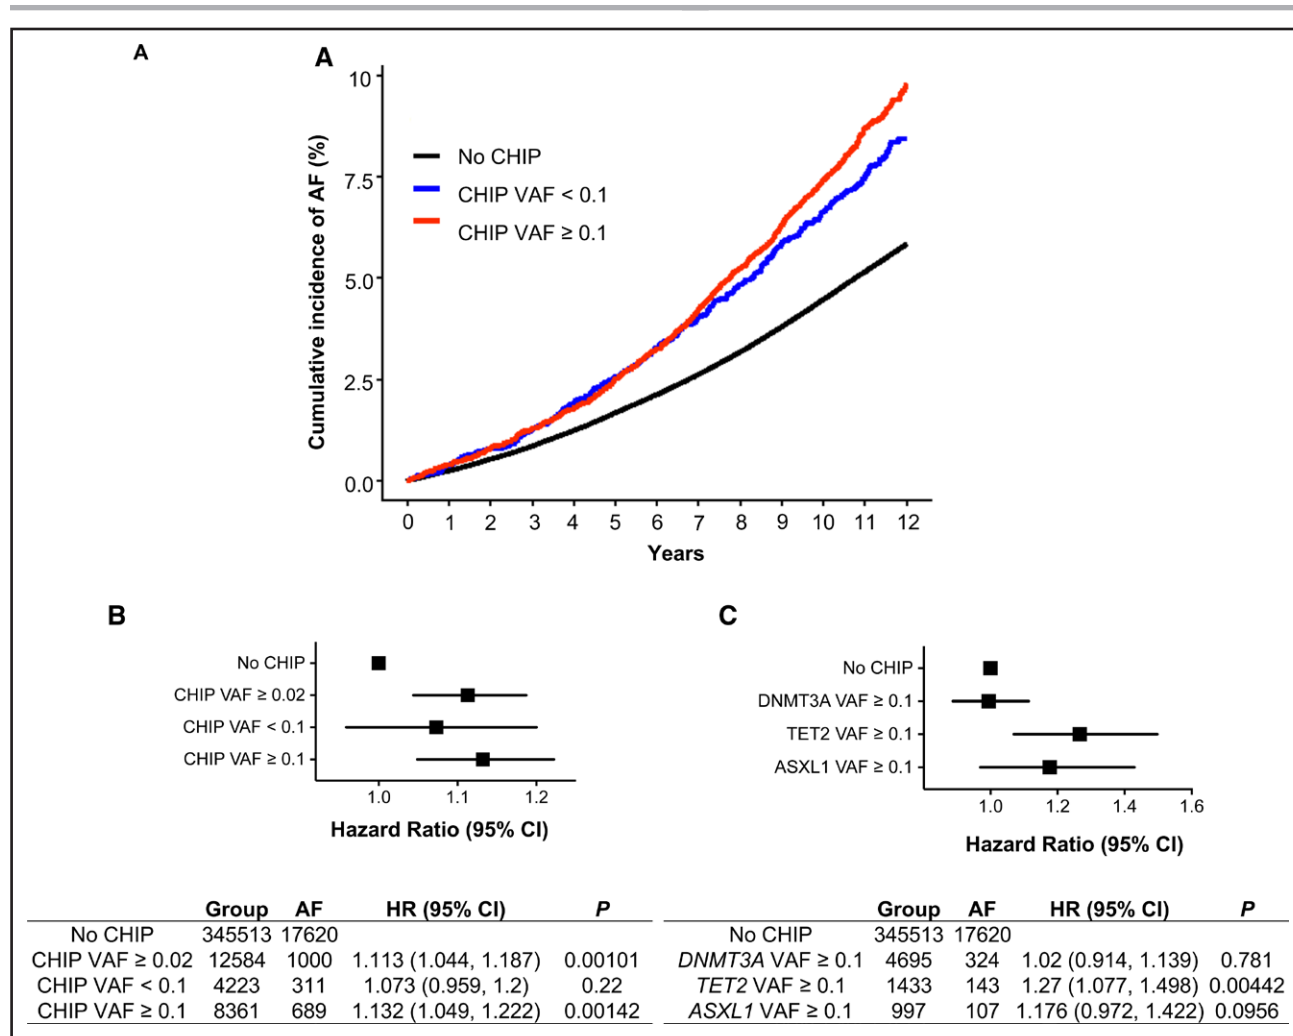 A
A
10
7.5
5.0
2.5
0.0
Cumulative incidence of AF (%)
No CHIP
CHIP VAF < 0.1
CHIP VAF ≥ 0.1
0 1 2 3 4 5 6 7 8 9 10 11 12
Years
B
No CHIP
CHIP VAF ≥ 0.02
CHIP VAF < 0.1
CHIP VAF ≥ 0.1
1.0 1.1 1.2
Hazard Ratio (95% CI)
C
No CHIP
DNMT3A VAF ≥ 0.1
TET2 VAF ≥ 0.1
ASXL1 VAF ≥ 0.1
1.0 1.2 1.4 1.6
Hazard Ratio (95% CI)
Group AF HR (95% CI) P
No CHIP 345513 17620
CHIP VAF ≥ 0.02 12584 1000 1.113 (1.044, 1.187) 0.00101
CHIP VAF < 0.1 4223 311 1.073 (0.959, 1.2) 0.22
CHIP VAF ≥ 0.1 8361 689 1.132 (1.049, 1.222) 0.00142
Group AF HR (95% CI) P
No CHIP 345513 17620
DNMT3A VAF ≥ 0.1 4695 324 1.02 (0.914, 1.139) 0.781
TET2 VAF ≥ 0.1 1433 143 1.27 (1.077, 1.498) 0.00442
ASXL1 VAF ≥ 0.1 997 107 1.176 (0.972, 1.422) 0.0956